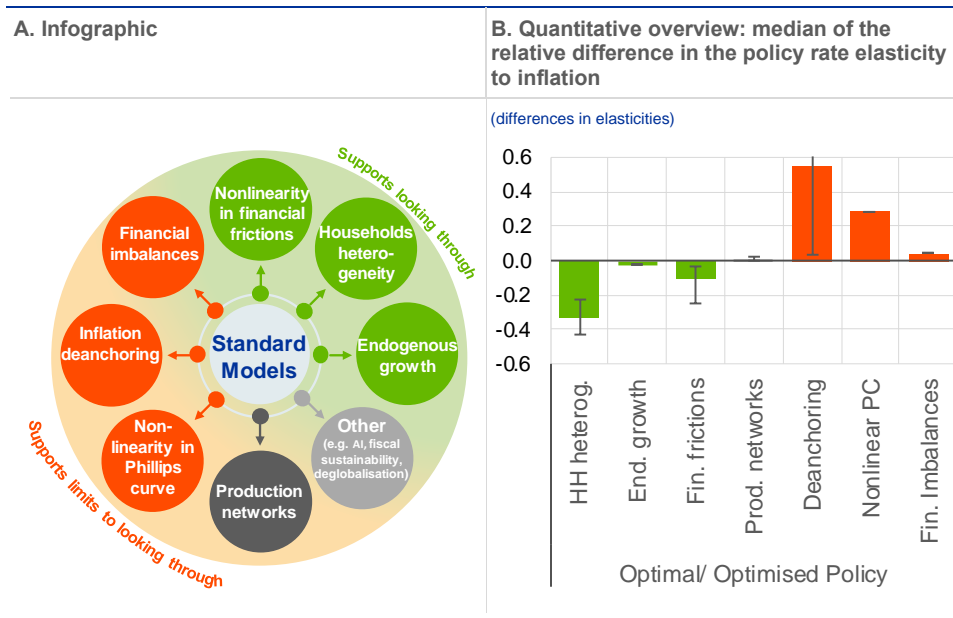 A. Infographic
Supports looking through
Nonlinearity
in financial
frictions
Households
hetero-
geneity
Endogenous
growth
Other
(e.g. AI, fiscal
sustainability,
deglobalisation)
Production
networks
Non-
linearity in
Phillips
curve
Inflation
deanchoring
Financial
imbalances
Standard
Models
Supports limits to looking through
B. Quantitative overview: median of the
relative difference in the policy rate elasticity
to inflation
(differences in elasticities)
0.6
0.4
0.2
0.0
-0.2
-0.4
-0.6
HH heterog.
End. growth
Fin. frictions
Prod. networks
Deanchoring
Nonlinear PC
Fin. Imbalances
Optimal/ Optimised Policy